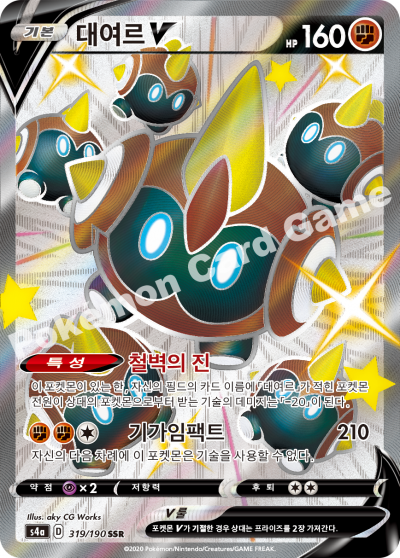 기본
대여르V
HP 160
Pokémon Card Game
특성 철벽의 진
이 포켓몬이 있는 한, 자신의 필드의 카드 이름에 「대여르」가 적힌 포켓몬
전원이 상대의 포켓몬으로부터 받는 기술의 데미지는 「-20」이 된다.
기가임팩트 210
자신의 다음 차례에 이 포켓몬은 기술을 사용할 수 없다.
약점 ×2 저항력 후퇴
Illus. aky CG Works
V룰
s4a D 319/190 SSR
포켓몬 V가 기절한 경우 상대는 프라이즈를 2장 가져간다.
©2020 Pokémon/Nintendo/Creatures/GAME FREAK.